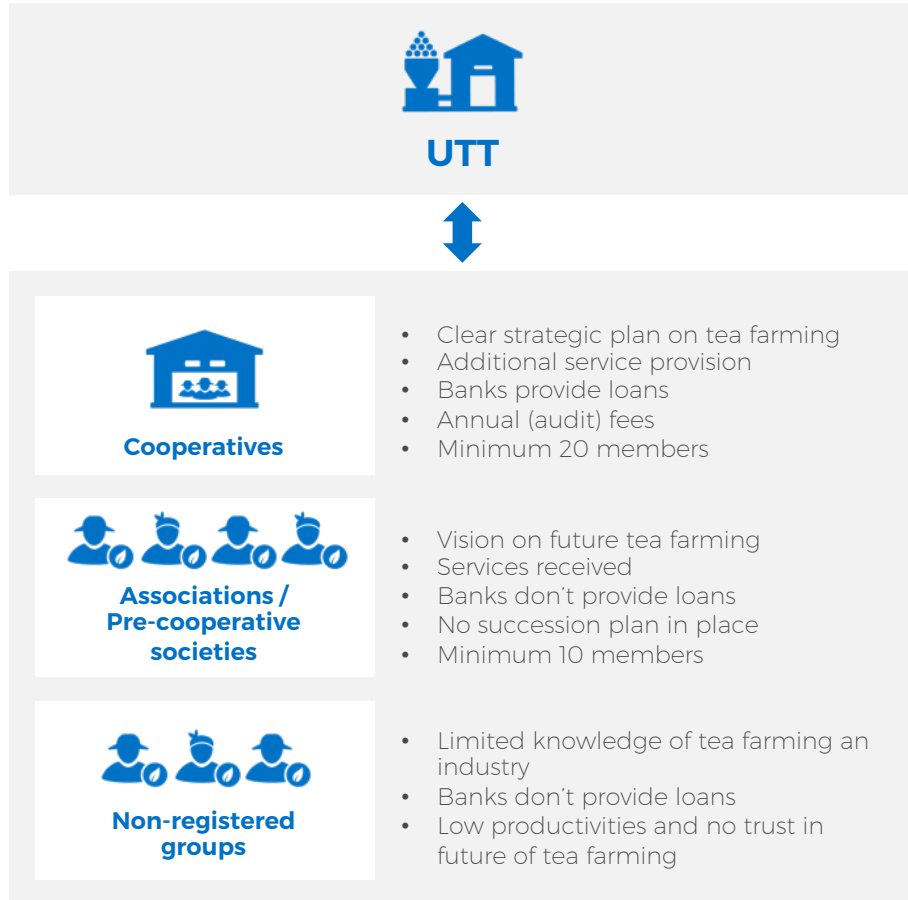 UTT
Cooperatives
• Clear strategic plan on tea farming
• Additional service provision
• Banks provide loans
• Annual (audit) fees
• Minimum 20 members
Associations /
Pre-cooperative
societies
• Vision on future tea farming
• Services received
• Banks don’t provide loans
• No succession plan in place
• Minimum 10 members
Non-registered
groups
• Limited knowledge of tea farming an
industry
• Banks don’t provide loans
• Low productivities and no trust in
future of tea farming